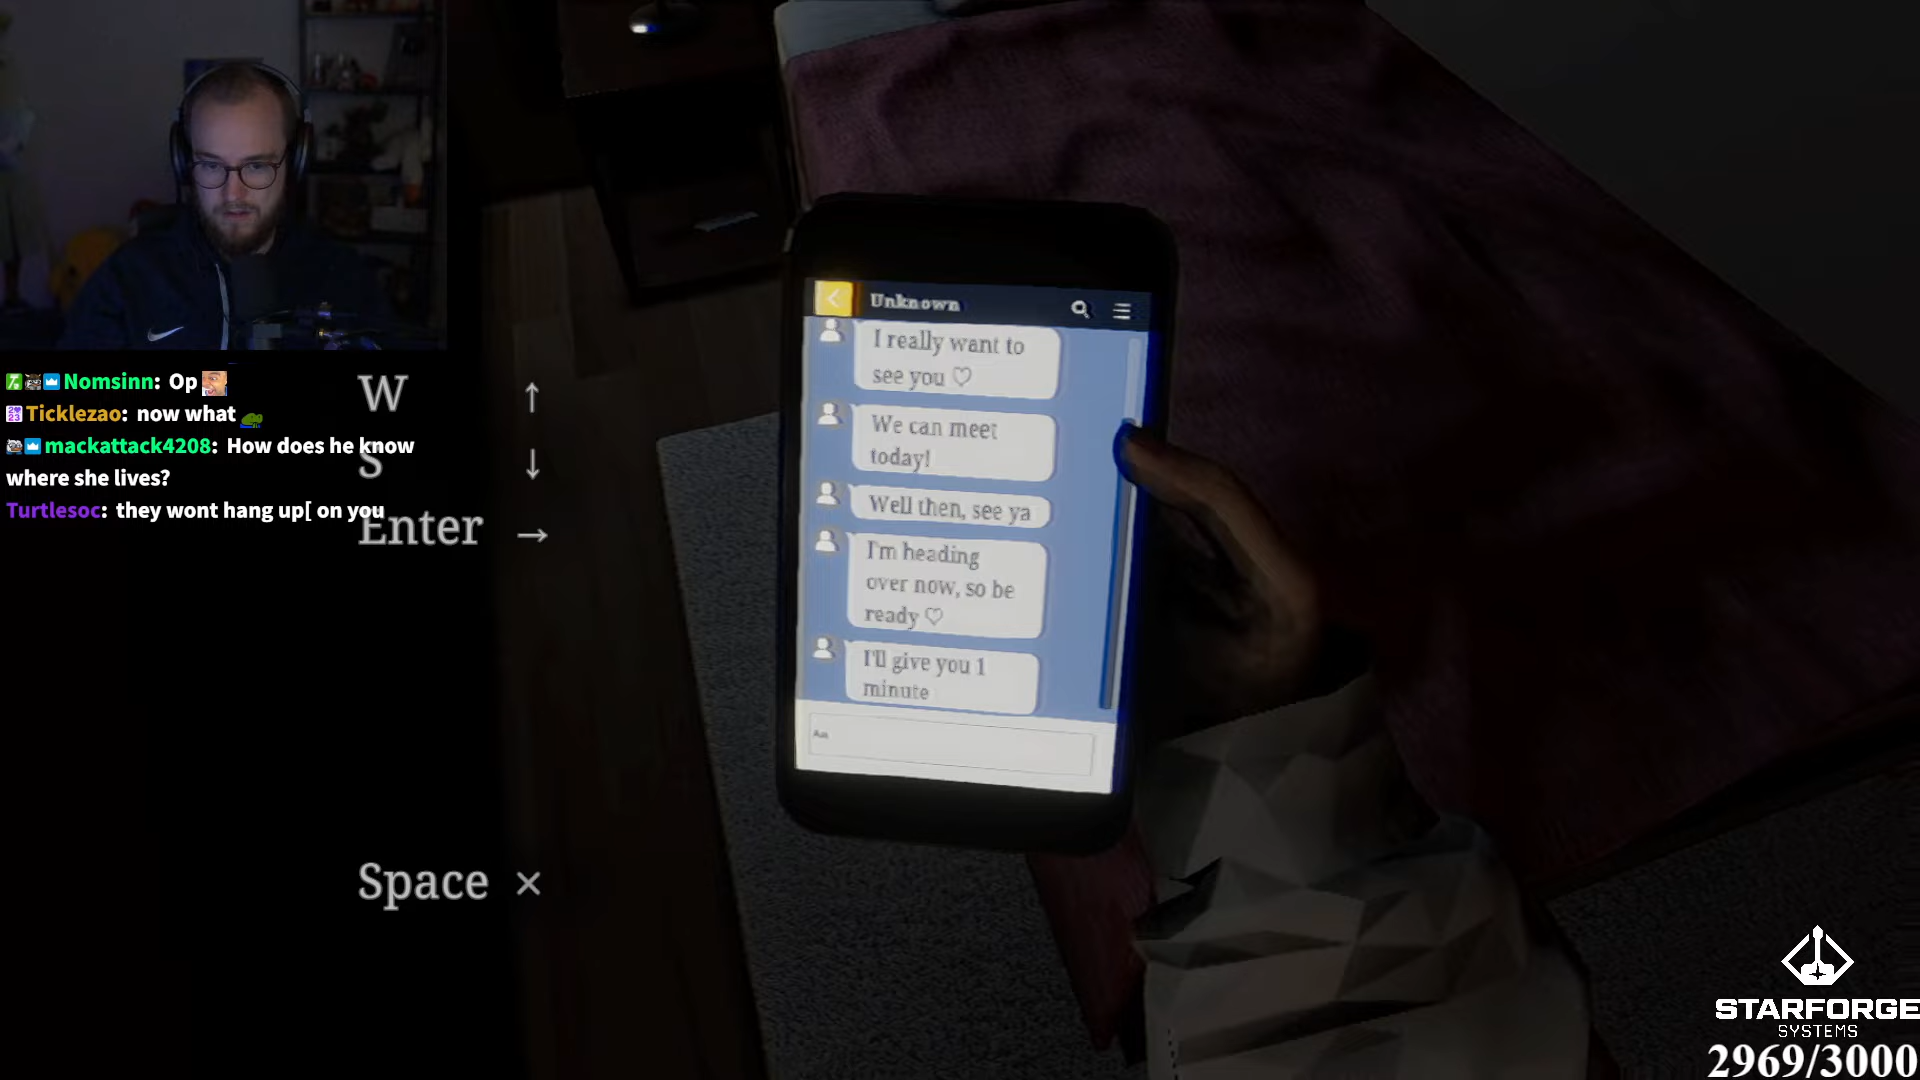 Nomsinn: Op
Ticklezao: now what
mackattack4208: How does he know
where she lives?
Turtlesoc: they wont hang up[ on you
W ↑
S ↓
Enter →
Space ×
Unknown
I really want to
see you ♡
We can meet
today!
Well then, see ya
I'm heading
over now, so be
ready ♡
I'll give you 1
minute
Aa
STARFORGE
SYSTEMS
2969/3000